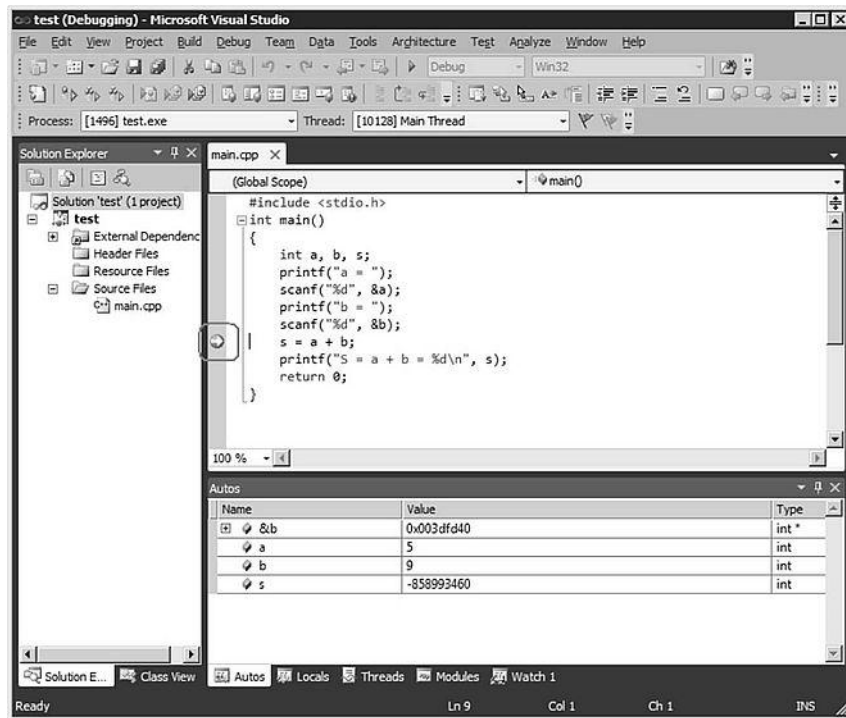 test (Debugging) - Microsoft Visual Studio
File Edit View Project Build Debug Team Data Tools Architecture Test Analyze Window Help
Debug Win32
Process: [1496] test.exe Thread: [10128] Main Thread
Solution Explorer
Solution 'test' (1 project)
test
External Dependenc
Header Files
Resource Files
Source Files
main.cpp
main.cpp
(Global Scope) main()
#include <stdio.h>
int main()
{
int a, b, s;
printf("a = ");
scanf("%d", &a);
printf("b = ");
scanf("%d", &b);
s = a + b;
printf("S = a + b = %d\n", s);
return 0;
}
100 %
Autos
Name Value Type
&b 0x003dfd40 int *
a 5 int
b 9 int
s -858993460 int
Solution E... Class View Autos Locals Threads Modules Watch 1
Ready Ln 9 Col 1 Ch 1 INS